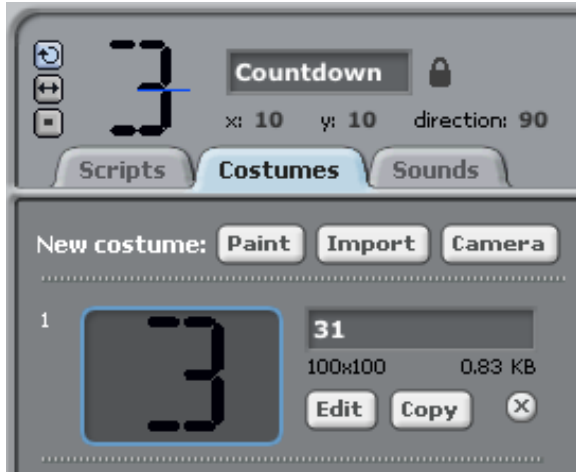 3
Countdown
x: 10 y: 10 direction: 90
Scripts Costumes Sounds
New costume: Paint Import Camera
1
3
31
100x100 0.83 KB
Edit Copy